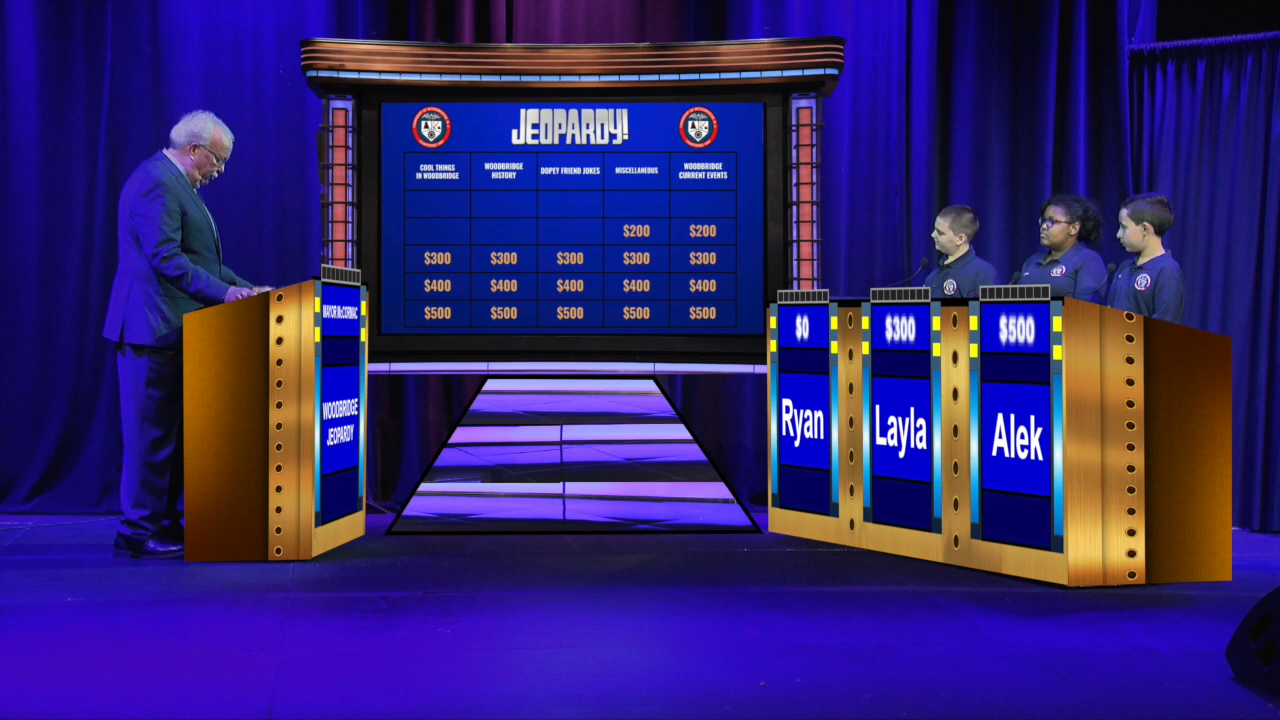 JEOPARDY!
COOL THINGS
IN WOODBRIDGE
WOODBRIDGE
HISTORY
DOPEY FRIEND JOKES
MISCELLANEOUS
WOODBRIDGE
CURRENT EVENTS
$200 $200
$300 $300 $300 $300 $300
$400 $400 $400 $400 $400
$500 $500 $500 $500 $500
MAYOR McCORMAC
WOODBRIDGE
JEOPARDY
$0 $300 $500
Ryan Layla Alek